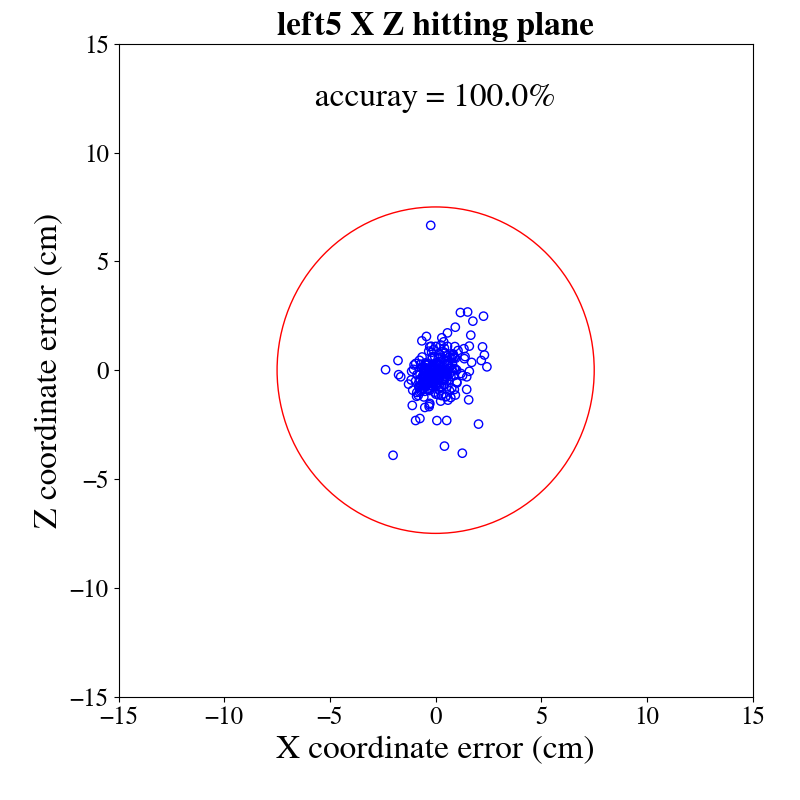 left5 X Z hitting plane
accuray = 100.0%
15
10
5
0
−5
−10
−15
Z coordinate error (cm)
−15 −10 −5 0 5 10 15
X coordinate error (cm)